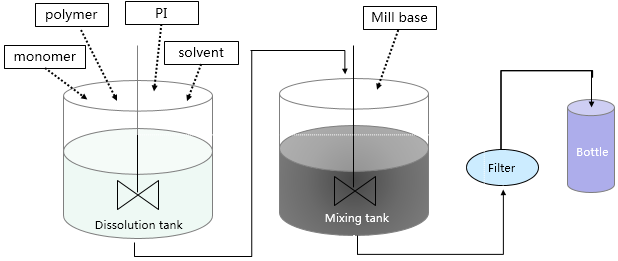 polymer
PI
Mill base
monomer
solvent
Dissolution tank
Mixing tank
Filter
Bottle